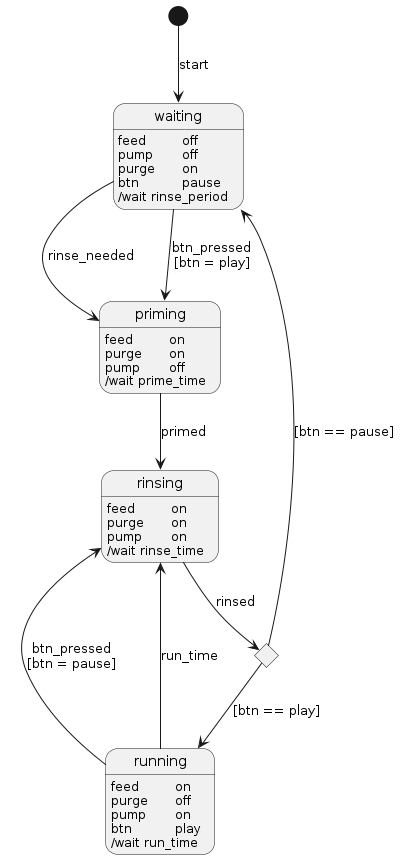 start
waiting
feed off
pump off
purge on
btn pause
/wait rinse_period
rinse_needed
btn_pressed
[btn = play]
priming
feed on
purge on
pump off
/wait prime_time
primed
[btn == pause]
rinsing
feed on
purge on
pump on
/wait rinse_time
rinsed
btn_pressed
[btn = pause]
run_time
[btn == play]
running
feed on
purge off
pump on
btn play
/wait run_time